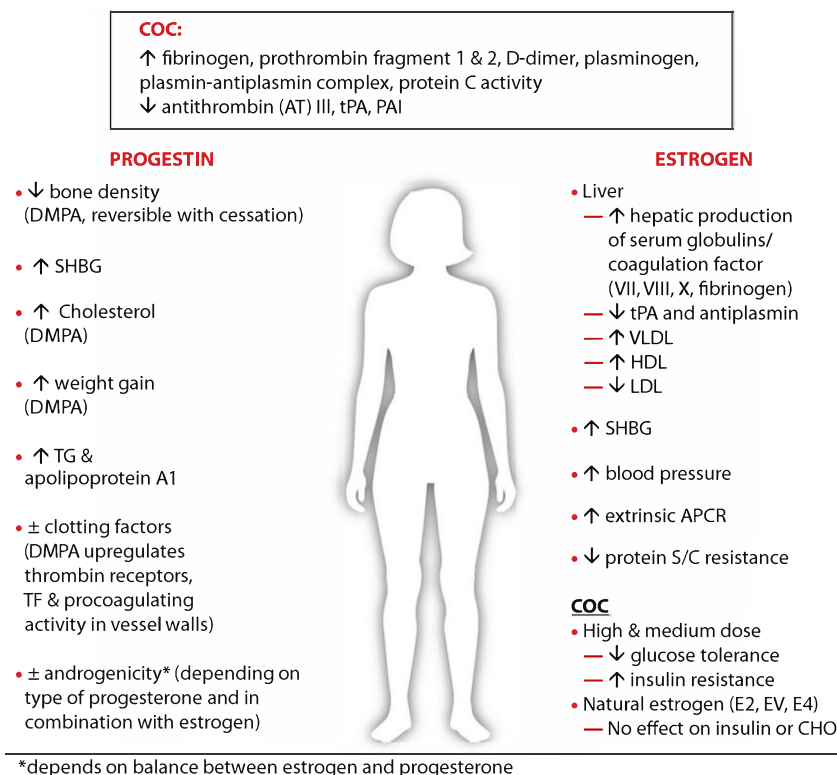 COC:
↑ fibrinogen, prothrombin fragment 1 & 2, D-dimer, plasminogen,
plasmin-antiplasmin complex, protein C activity
↓ antithrombin (AT) III, tPA, PAI
PROGESTIN
• ↓ bone density
(DMPA, reversible with cessation)
• ↑ SHBG
• ↑ Cholesterol
(DMPA)
• ↑ weight gain
(DMPA)
• ↑ TG &
apolipoprotein A1
• ± clotting factors
(DMPA upregulates
thrombin receptors,
TF & procoagulating
activity in vessel walls)
• ± androgenicity* (depending on
type of progesterone and in
combination with estrogen)
ESTROGEN
• Liver
— ↑ hepatic production
of serum globulins/
coagulation factor
(VII, VIII, X, fibrinogen)
— ↓ tPA and antiplasmin
— ↑ VLDL
— ↑ HDL
— ↓ LDL
• ↑ SHBG
• ↑ blood pressure
• ↑ extrinsic APCR
• ↓ protein S/C resistance
COC
• High & medium dose
— ↓ glucose tolerance
— ↑ insulin resistance
• Natural estrogen (E2, EV, E4)
— No effect on insulin or CHO
*depends on balance between estrogen and progesterone